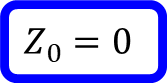 Z₀ = 0